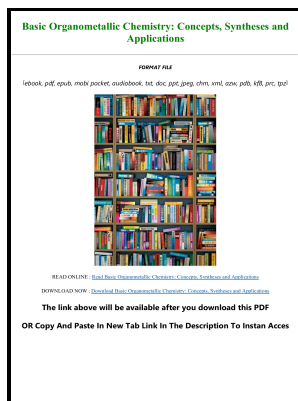 Basic Organometallic Chemistry: Concepts, Syntheses and
Applications
FORMAT FILE
[ebook, pdf, epub, mobi pocket, audiobook, txt, doc, ppt, jpeg, chm, xml, azw, pdb, kf8, prc, tpz]
READ ONLINE : Read Basic Organometallic Chemistry: Concepts, Syntheses and Applications
DOWNLOAD NOW : Download Basic Organometallic Chemistry: Concepts, Syntheses and Applications
The link above will be available after you download this PDF
OR Copy And Paste In New Tab Link In The Description To Instan Acces